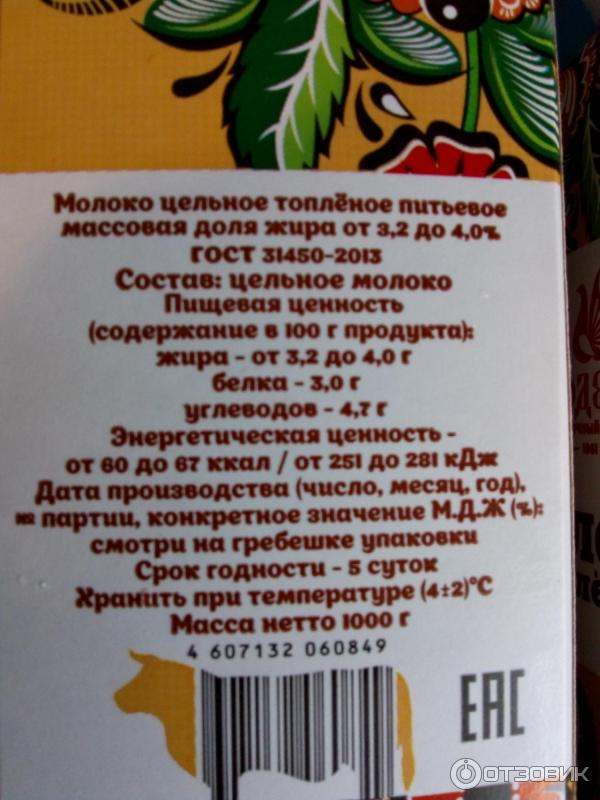 Молоко цельное топлёное питьевое
массовая доля жира от 3,2 до 4,0%
ГОСТ 31450-2013
Состав: цельное молоко
Пищевая ценность
(содержание в 100 г продукта):
жира - от 3,2 до 4,0 г
белка - 3,0 г
углеводов - 4,7 г
Энергетическая ценность -
от 60 до 67 ккал / от 251 до 281 кДж
Дата производства (число, месяц, год),
№ партии, конкретное значение М.Д.Ж (%):
смотри на гребешке упаковки
Срок годности - 5 суток
Хранить при температуре (4±2)°С
Масса нетто 1000 г
4 607132 060849
ЕАС
ОТЗОВИК